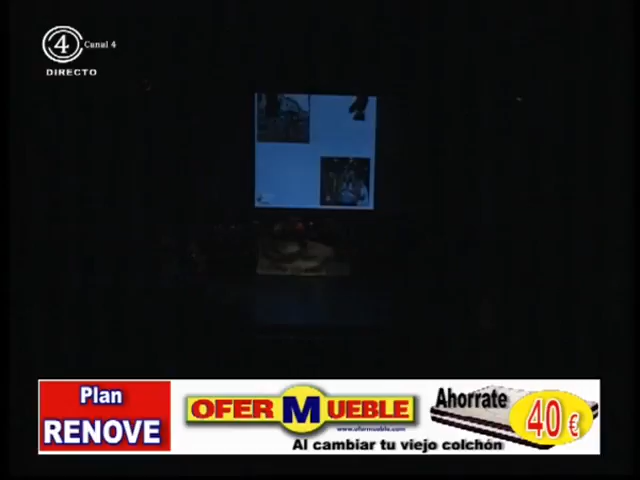 4 Canal 4
DIRECTO
Plan
RENOVE
OFER MUEBLE
www.ofermueble.com
Al cambiar tu viejo colchón
Ahorrate
40 €